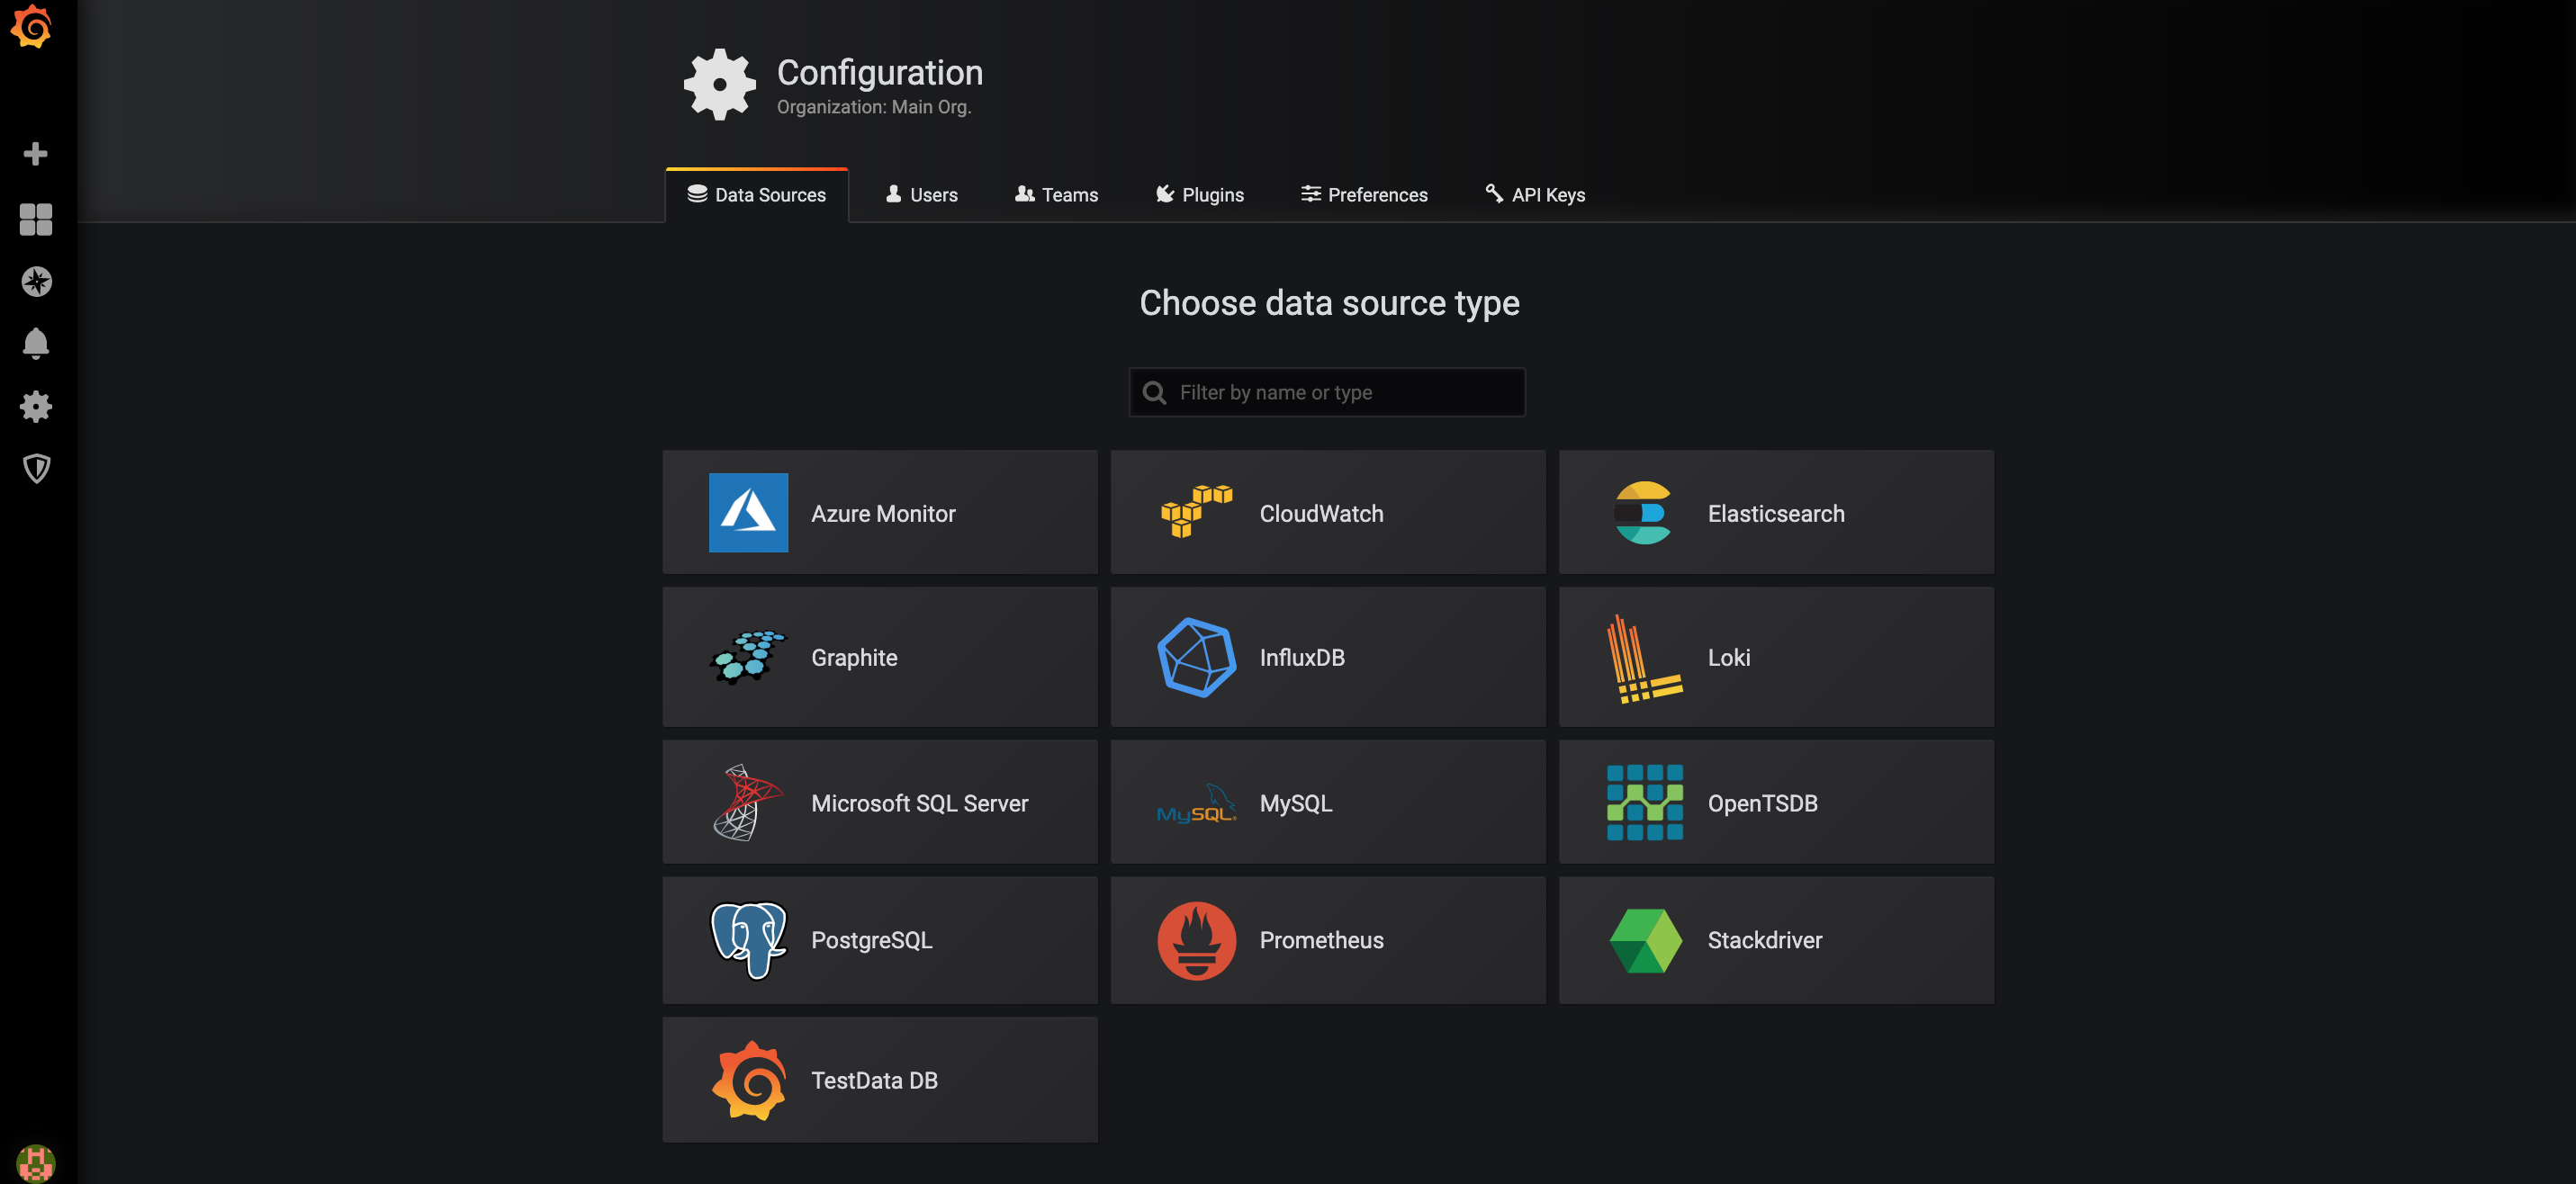 Configuration
Organization: Main Org.
Data Sources
Users
Teams
Plugins
Preferences
API Keys
Choose data source type
Filter by name or type
Azure Monitor
CloudWatch
Elasticsearch
Graphite
InfluxDB
Loki
Microsoft SQL Server
MySQL
MySQL
OpenTSDB
PostgreSQL
Prometheus
Stackdriver
TestData DB